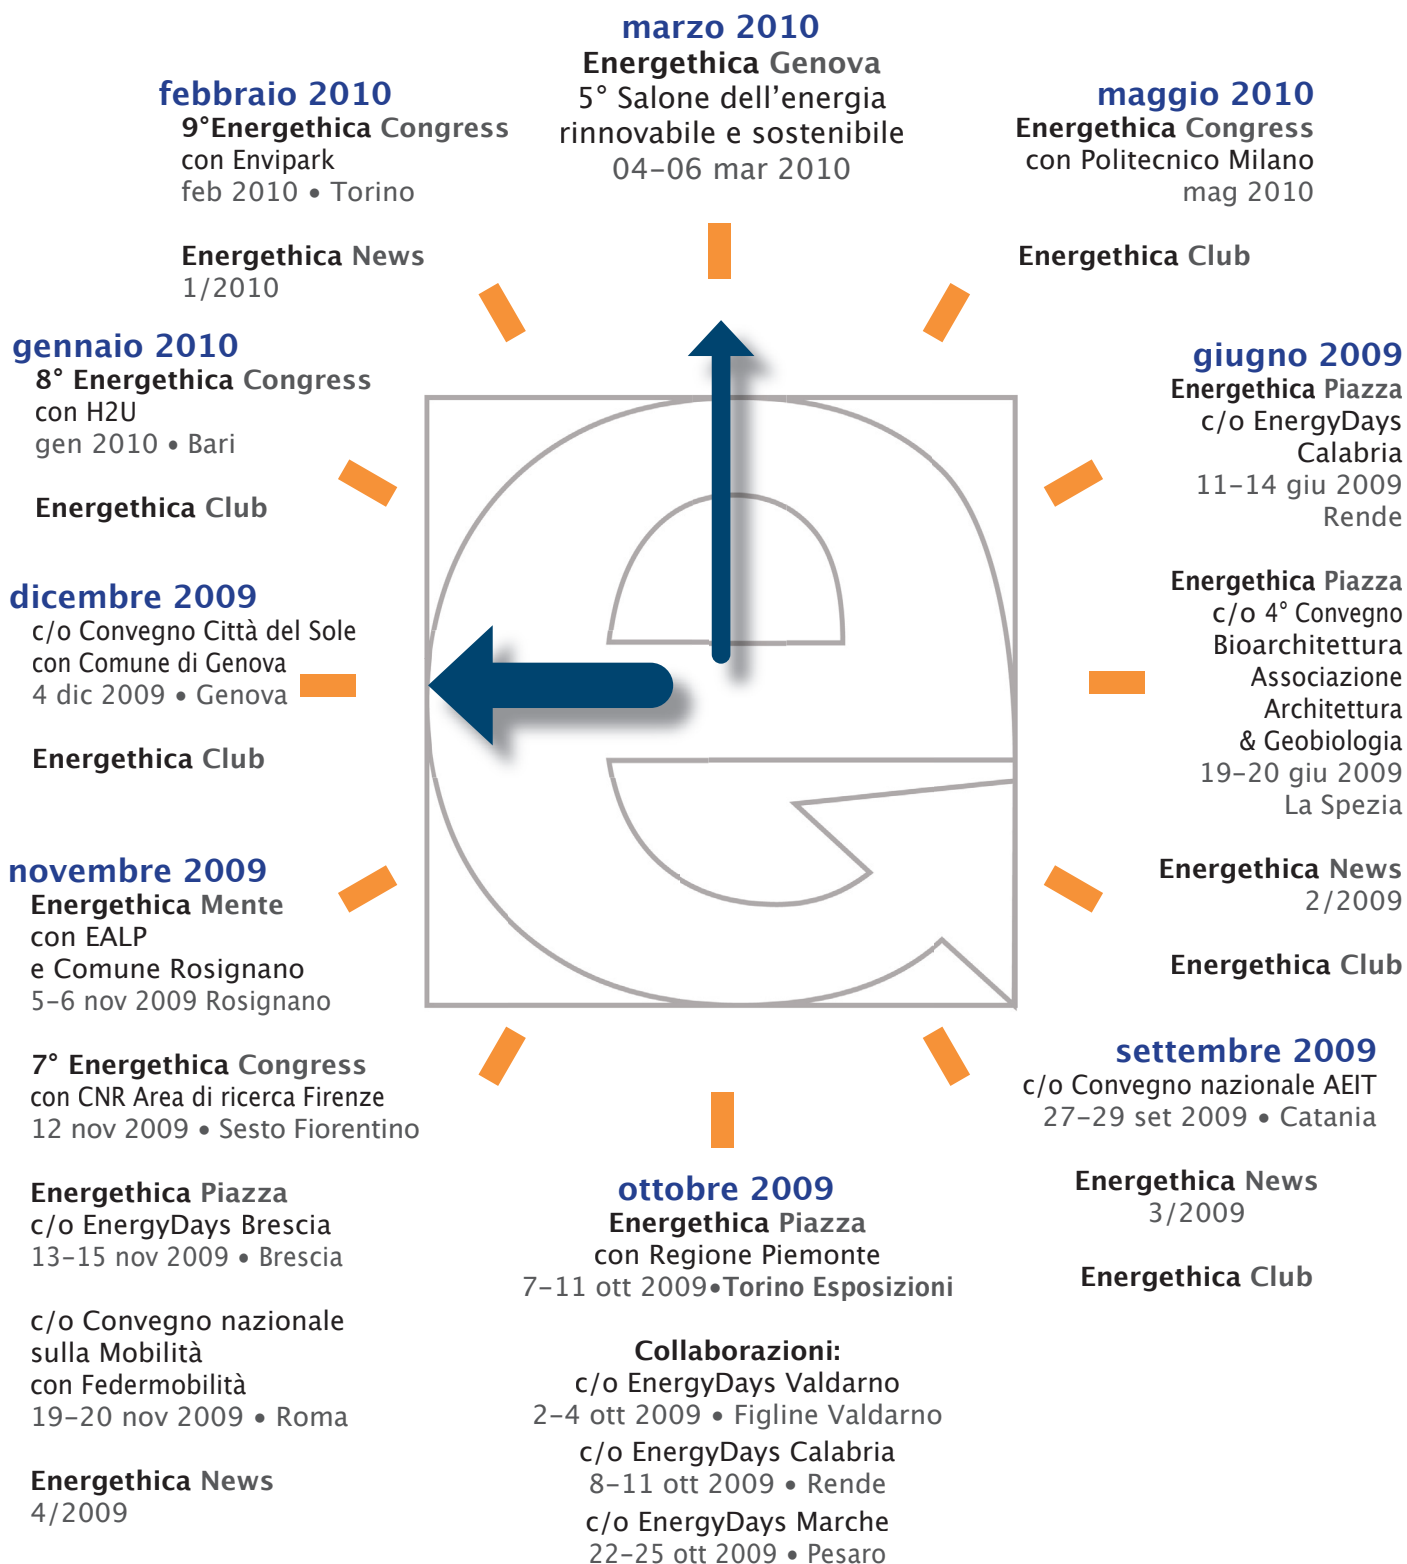 marzo 2010
Energethica Genova
5° Salone dell'energia
rinnovabile e sostenibile
04-06 mar 2010
maggio 2010
Energethica Congress
con Politecnico Milano
mag 2010
Energethica Club
giugno 2009
Energethica Piazza
c/o EnergyDays
Calabria
11-14 giu 2009
Rende
Energethica Piazza
c/o 4° Convegno
Bioarchitettura
Associazione
Architettura
& Geobiologia
19-20 giu 2009
La Spezia
Energethica News
2/2009
Energethica Club
settembre 2009
c/o Convegno nazionale AEIT
27-29 set 2009 • Catania
Energethica News
3/2009
Energethica Club
ottobre 2009
Energethica Piazza
con Regione Piemonte
7-11 ott 2009•Torino Esposizioni
Collaborazioni:
c/o EnergyDays Valdarno
2-4 ott 2009 • Figline Valdarno
c/o EnergyDays Calabria
8-11 ott 2009 • Rende
c/o EnergyDays Marche
22-25 ott 2009 • Pesaro
novembre 2009
Energethica Mente
con EALP
e Comune Rosignano
5-6 nov 2009 Rosignano
7° Energethica Congress
con CNR Area di ricerca Firenze
12 nov 2009 • Sesto Fiorentino
Energethica Piazza
c/o EnergyDays Brescia
13-15 nov 2009 • Brescia
c/o Convegno nazionale
sulla Mobilità
con Federmobilità
19-20 nov 2009 • Roma
Energethica News
4/2009
dicembre 2009
c/o Convegno Città del Sole
con Comune di Genova
4 dic 2009 • Genova
Energethica Club
gennaio 2010
8° Energethica Congress
con H2U
gen 2010 • Bari
Energethica Club
febbraio 2010
9°Energethica Congress
con Envipark
feb 2010 • Torino
Energethica News
1/2010